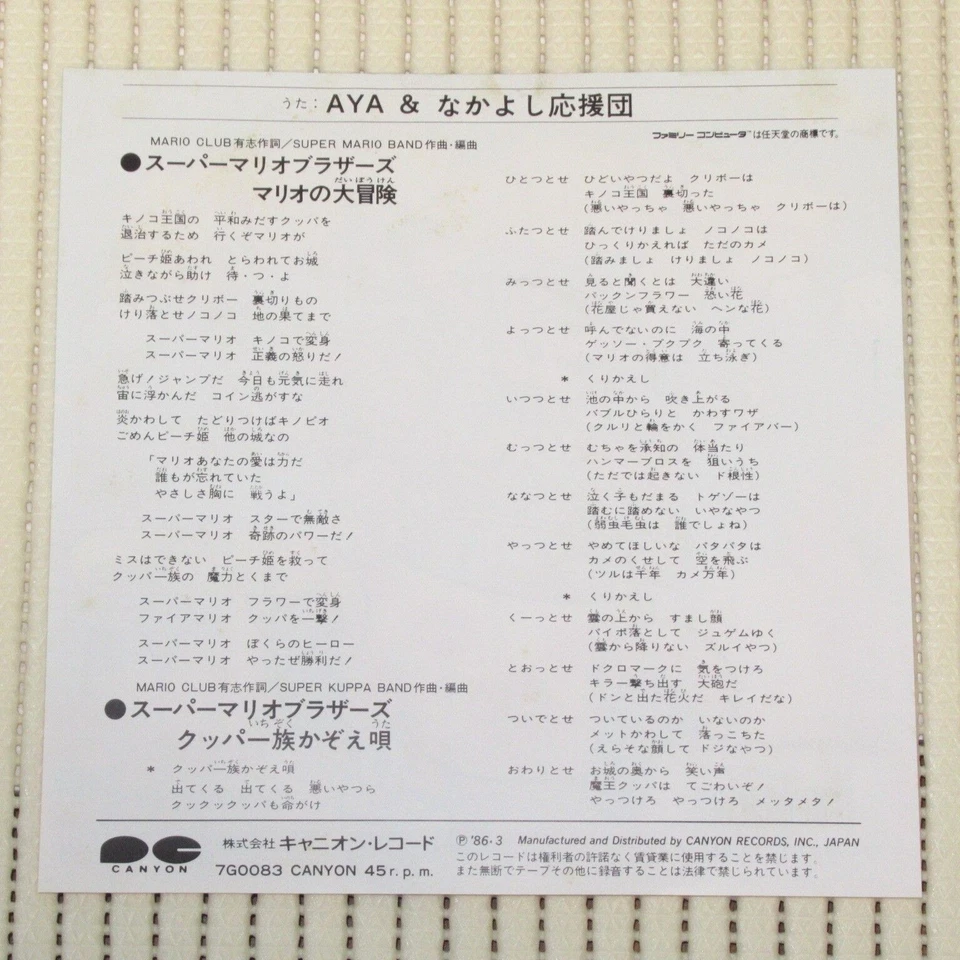 うた：AYA & なかよし応援団
ファミリー コンピュータ™は任天堂の商標です。
MARIO CLUB有志作詞／SUPER MARIO BAND作曲・編曲
●スーパーマリオブラザーズ
マリオの大冒険
キノコ王国の　平和みだすクッパを
退治するため　行くぞマリオが
ピーチ姫あわれ　とらわれてお城
泣きながら助け　待・つ・よ
踏みつぶせクリボー　裏切りもの
けり落とせノコノコ　地の果てまで
スーパーマリオ　キノコで変身
スーパーマリオ　正義の怒りだ！
急げ！ジャンプだ　今日も元気に走れ
宙に浮かんだ　コイン逃がすな
炎かわして　たどりつけばキノピオ
ごめんピーチ姫　他の城なの
「マリオあなたの愛は力だ
誰もが忘れていた
やさしさ胸に　戦うよ」
スーパーマリオ　スターで無敵さ
スーパーマリオ　奇跡のパワーだ！
ミスはできない　ピーチ姫を救って
クッパ一族の　魔力とくまで
スーパーマリオ　フラワーで変身
ファイアマリオ　クッパを一撃！
スーパーマリオ　ぼくらのヒーロー
スーパーマリオ　やったぜ勝利だ！
MARIO CLUB有志作詞／SUPER KUPPA BAND作曲・編曲
●スーパーマリオブラザーズ
クッパ一族かぞえ唄
＊　クッパ一族かぞえ唄
出てくる　出てくる　悪いやつら
クックックッパも命がけ
ひとつとせ　ひどいやつだよ　クリボーは
キノコ王国　裏切った
（悪いやっちゃ　悪いやっちゃ　クリボーは）
ふたつとせ　踏んでけりましょ　ノコノコは
ひっくりかえれば　ただのカメ
（踏みましょ　けりましょ　ノコノコ）
みっつとせ　見ると聞くとは　大違い
パックンフラワー　恐い花
（花屋じゃ買えない　ヘンな花）
よっつとせ　呼んでないのに　海の中
ゲッソー・プクプク　寄ってくる
（マリオの得意は　立ち泳ぎ）
＊　くりかえし
いつつとせ　池の中から　吹き上がる
バブルひらりと　かわすワザ
（クルリと輪をかく　ファイアバー）
むっつとせ　むちゃを承知の　体当たり
ハンマーブロスを　狙いうち
（ただでは起きない　ド根性）
ななつとせ　泣く子もだまる　トゲゾーは
踏むに踏めない　いやなやつ
（弱虫毛虫は　誰でしょね）
やっつとせ　やめてほしいな　パタパタは
カメのくせして　空を飛ぶ
（ツルは千年　カメ万年）
＊　くりかえし
くーっとせ　雲の上から　すまし顔
パイポ落として　ジュゲムゆく
（雲から降りない　ズルイやつ）
とおっとせ　ドクロマークに　気をつけろ
キラー撃ち出す　大砲だ
（ドンと出た花火だ　キレイだな）
ついでとせ　ついているのか　いないのか
メットかわして　落っこちた
（えらそな顔して　ドジなやつ）
おわりとせ　お城の奥から　笑い声
魔王クッパは　てごわいぞ！
やっつけろ　やっつけろ　メッタメタ！
CANYON
株式会社 キャニオン・レコード
7G0083 CANYON 45 r.p.m.
Ⓟ '86・3　Manufactured and Distributed by CANYON RECORDS, INC., JAPAN
このレコードは権利者の許諾なく賃貸業に使用することを禁じます。
また無断でテープその他に録音することは法律で禁じられています。